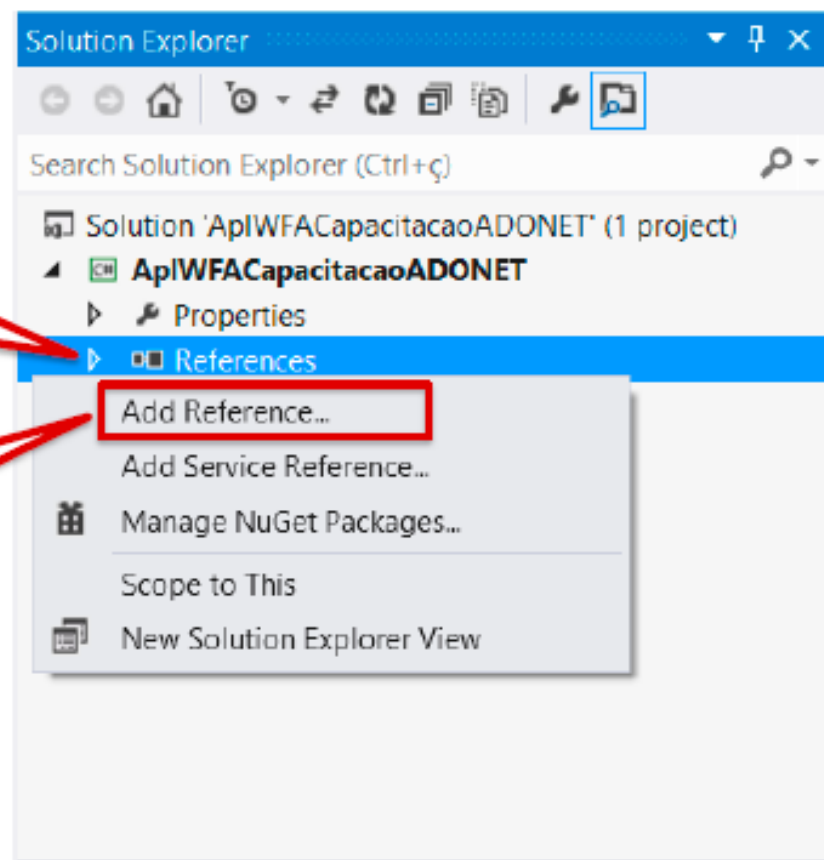 Solution Explorer
Search Solution Explorer (Ctrl+ç)
Solution 'AplWFACapacitacaoADONET' (1 project)
C# AplWFACapacitacaoADONET
Properties
References
Add Reference...
Add Service Reference...
Manage NuGet Packages...
Scope to This
New Solution Explorer View